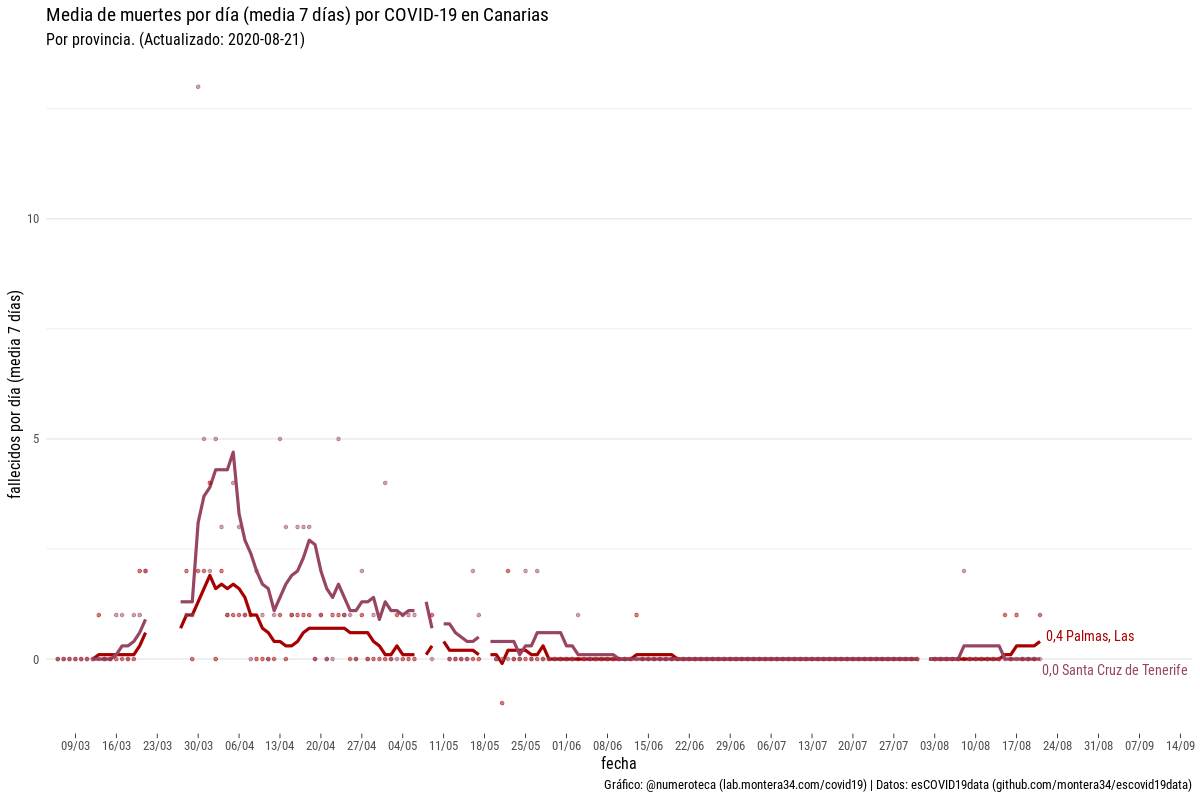 Media de muertes por día (media 7 días) por COVID-19 en Canarias
Por provincia. (Actualizado: 2020-08-21)
fallecidos por día (media 7 días)
10
5
0
0,4 Palmas, Las
0,0 Santa Cruz de Tenerife
09/03 16/03 23/03 30/03 06/04 13/04 20/04 27/04 04/05 11/05 18/05 25/05 01/06 08/06 15/06 22/06 29/06 06/07 13/07 20/07 27/07 03/08 10/08 17/08 24/08 31/08 07/09 14/09
fecha
Gráfico: @numeroteca (lab.montera34.com/covid19) | Datos: esCOVID19data (github.com/montera34/escovid19data)